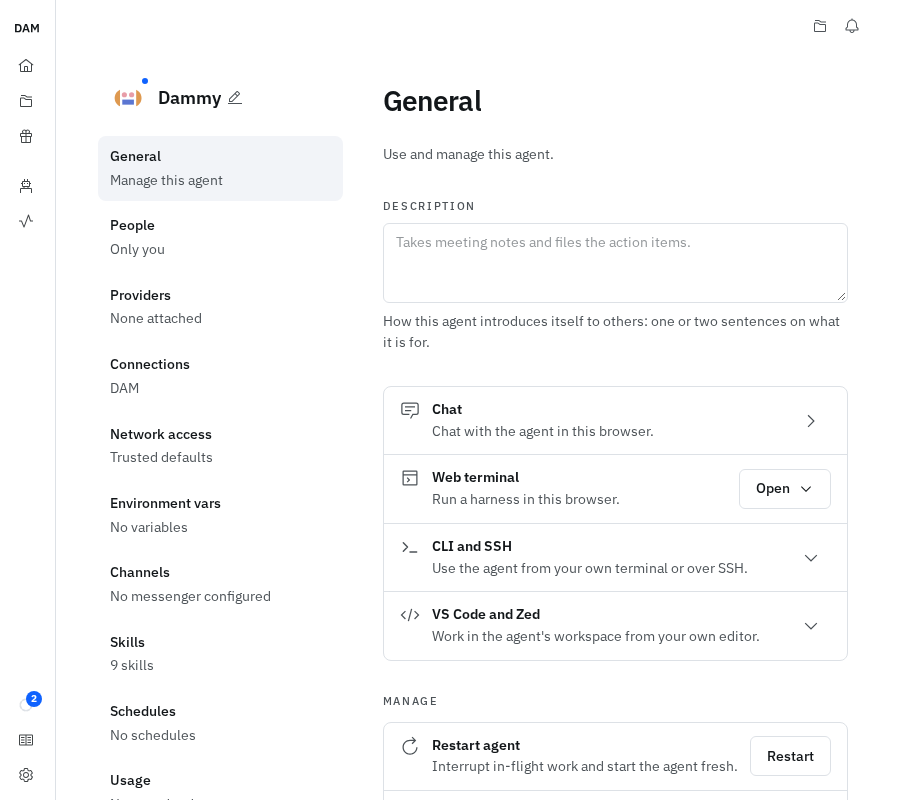 DAM
Dammy
General
Manage this agent
People
Only you
Providers
None attached
Connections
DAM
Network access
Trusted defaults
Environment vars
No variables
Channels
No messenger configured
Skills
9 skills
Schedules
No schedules
Usage
2
General
Use and manage this agent.
DESCRIPTION
Takes meeting notes and files the action items.
How this agent introduces itself to others: one or two sentences on what
it is for.
Chat
Chat with the agent in this browser.
Web terminal
Run a harness in this browser.
Open
CLI and SSH
Use the agent from your own terminal or over SSH.
VS Code and Zed
Work in the agent's workspace from your own editor.
MANAGE
Restart agent
Interrupt in-flight work and start the agent fresh.
Restart